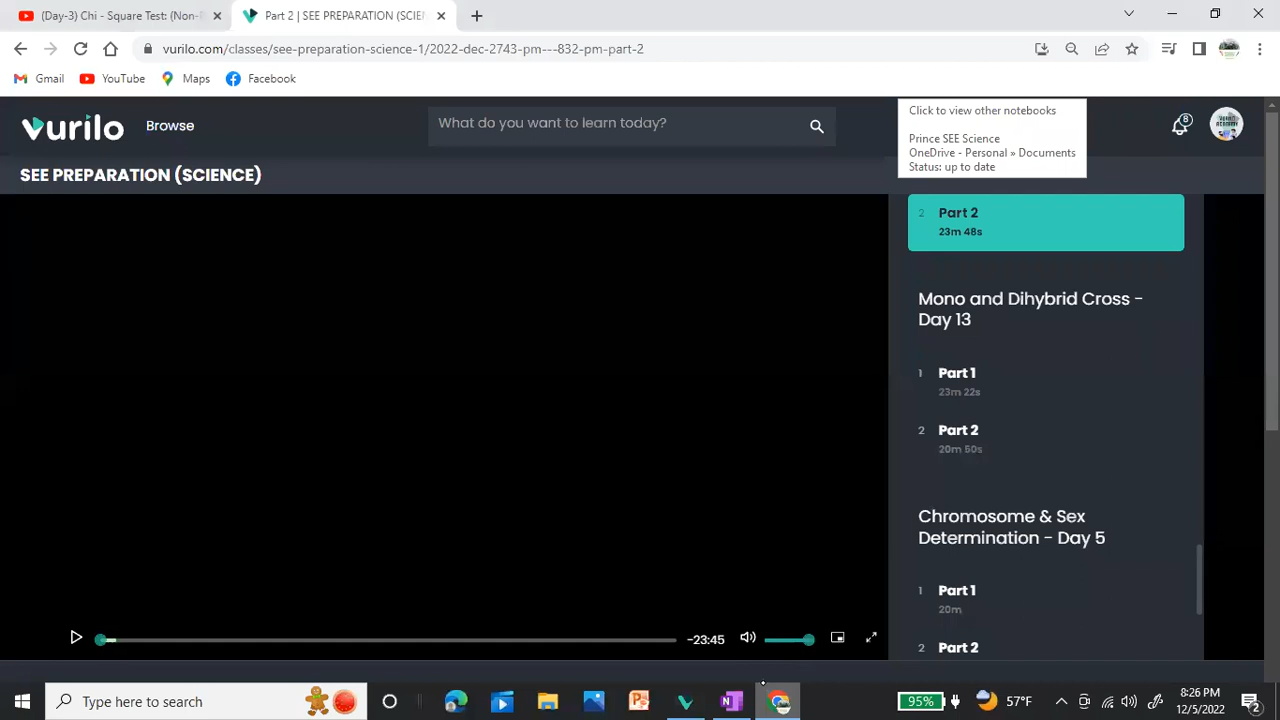 (Day-3) Chi - Square Test: (Non-
Part 2 | SEE PREPARATION (SCIEN
vurilo.com/classes/see-preparation-science-1/2022-dec-2743-pm---832-pm-part-2
Gmail
YouTube
Maps
Facebook
vurilo
Browse
What do you want to learn today?
Click to view other notebooks
Prince SEE Science
OneDrive - Personal » Documents
Status: up to date
8
SEE PREPARATION (SCIENCE)
2 Part 2
23m 48s
Mono and Dihybrid Cross -
Day 13
1 Part 1
23m 22s
2 Part 2
20m 50s
Chromosome & Sex
Determination - Day 5
1 Part 1
20m
2 Part 2
-23:45
Type here to search
95%
57°F
8:26 PM
12/5/2022
2